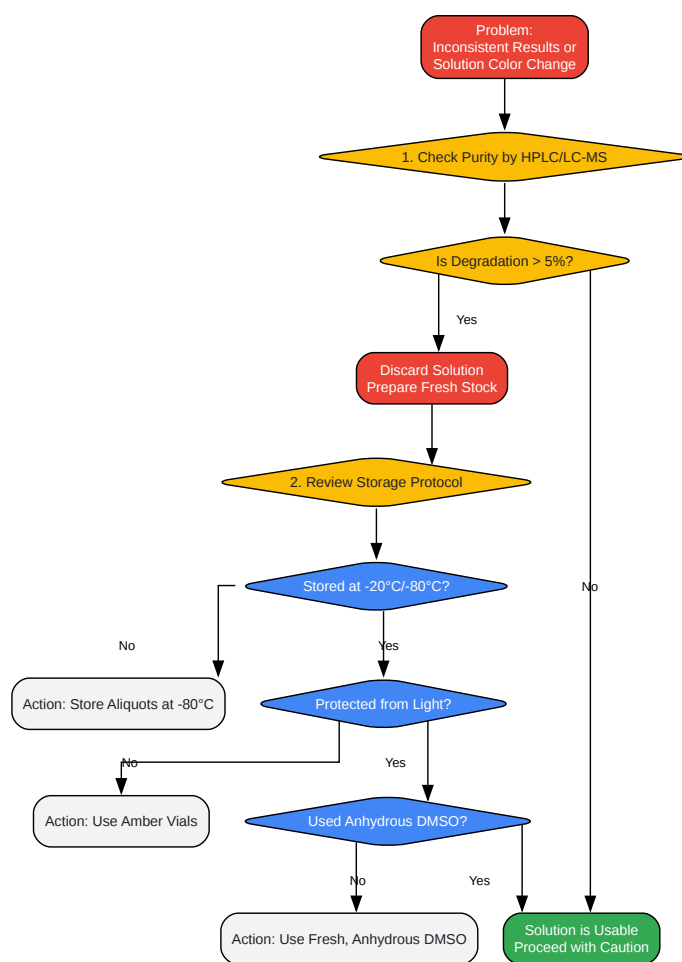 Problem:
Inconsistent Results or
Solution Color Change
1. Check Purity by HPLC/LC-MS
Is Degradation > 5%?
Yes
Discard Solution
Prepare Fresh Stock
2. Review Storage Protocol
Stored at -20°C/-80°C?
No
No
Yes
Action: Store Aliquots at -80°C
Protected from Light?
No
Yes
Action: Use Amber Vials
Used Anhydrous DMSO?
No
Yes
Action: Use Fresh, Anhydrous DMSO
Solution is Usable
Proceed with Caution